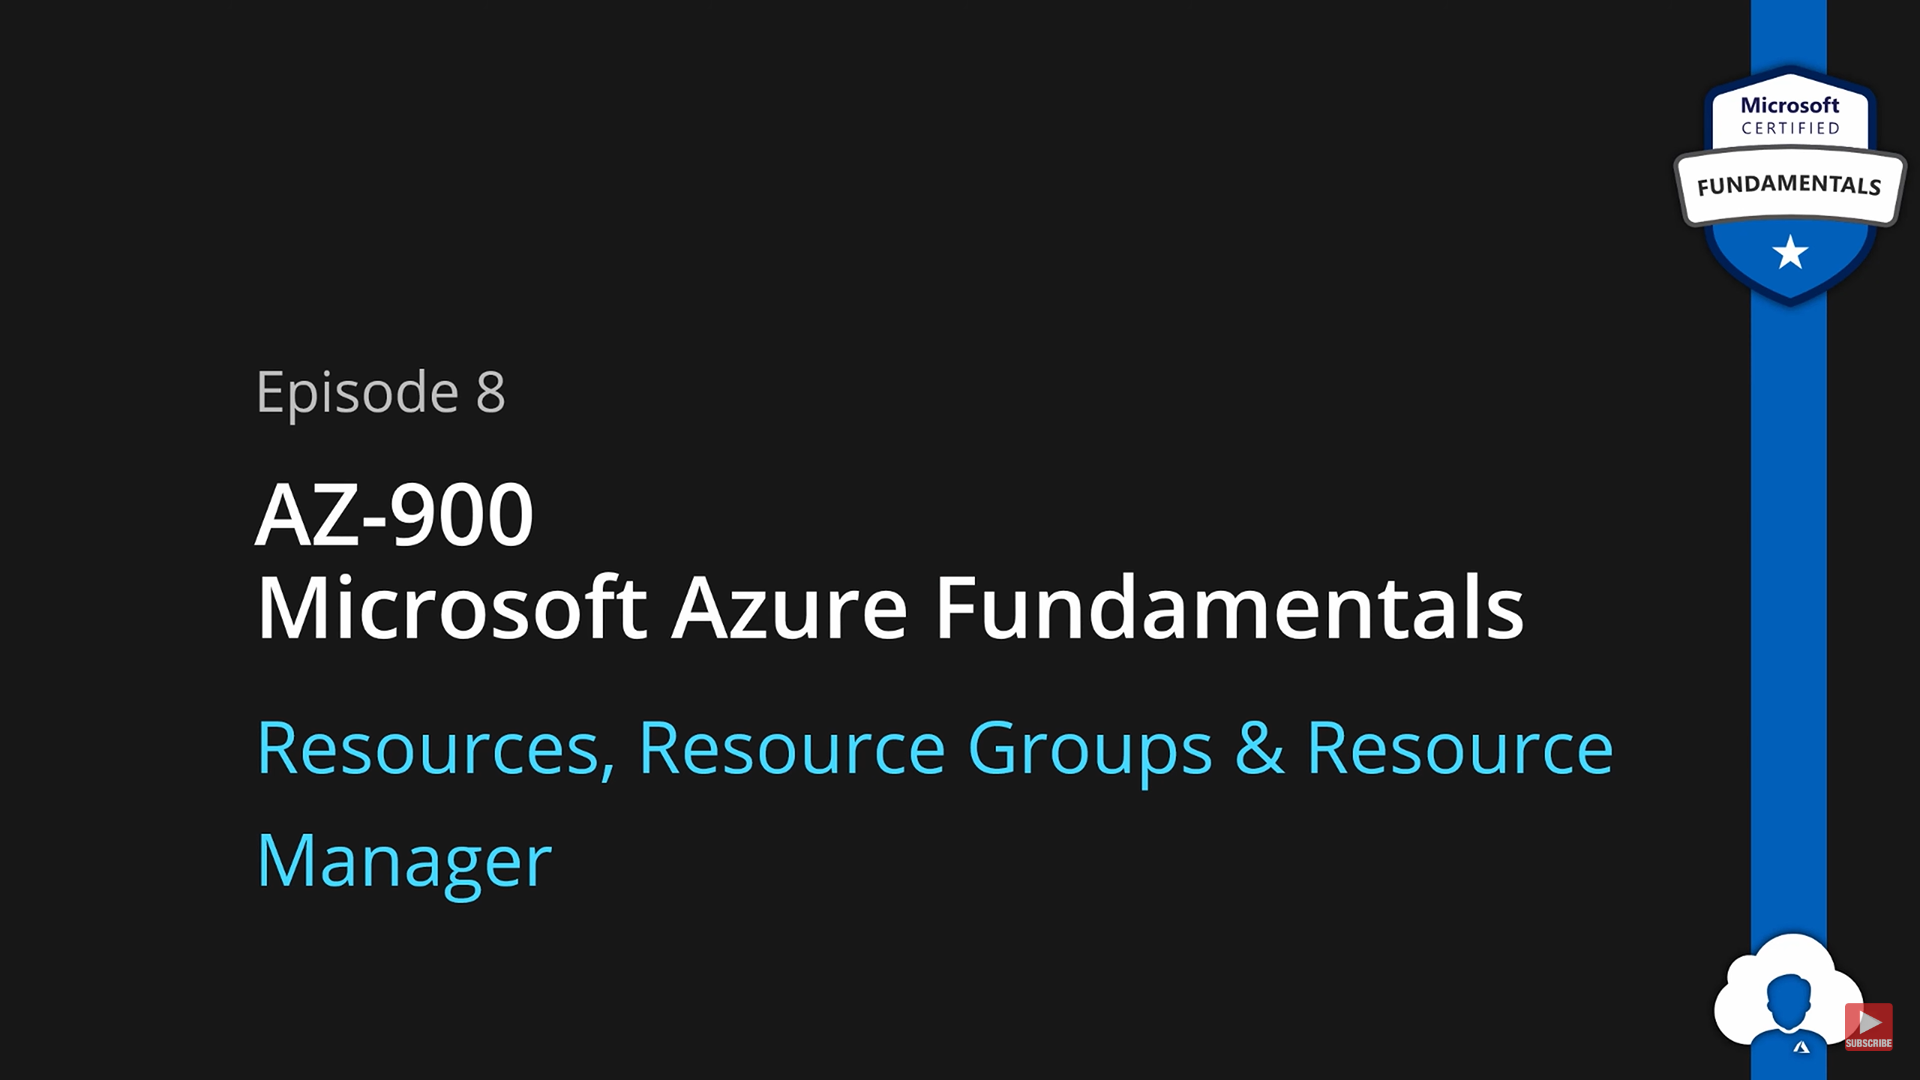 Microsoft
CERTIFIED
FUNDAMENTALS
Episode 8
AZ-900
Microsoft Azure Fundamentals
Resources, Resource Groups & Resource
Manager
SUBSCRIBE